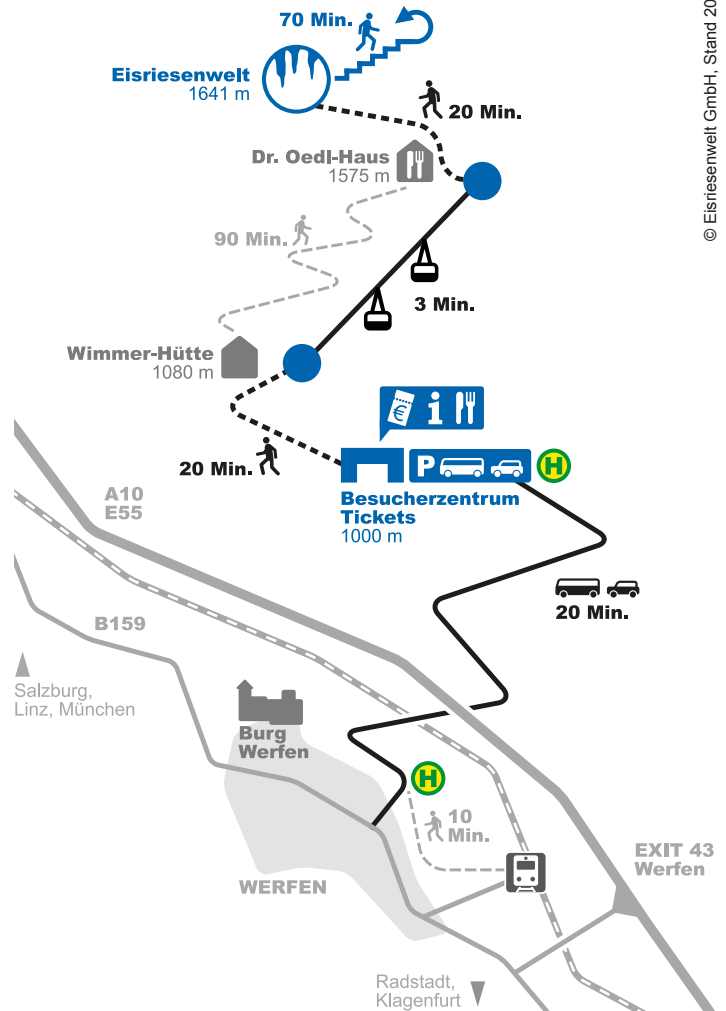 70 Min.
Eisriesenwelt
1641 m
20 Min.
Dr. Oedl-Haus
1575 m
90 Min.
3 Min.
Wimmer-Hütte
1080 m
€ i
20 Min.
P
H
Besucherzentrum
Tickets
1000 m
A10
E55
20 Min.
B159
Salzburg,
Linz, München
Burg
Werfen
H
10
Min.
EXIT 43
Werfen
WERFEN
Radstadt,
Klagenfurt
© Eisriesenwelt GmbH, Stand 20